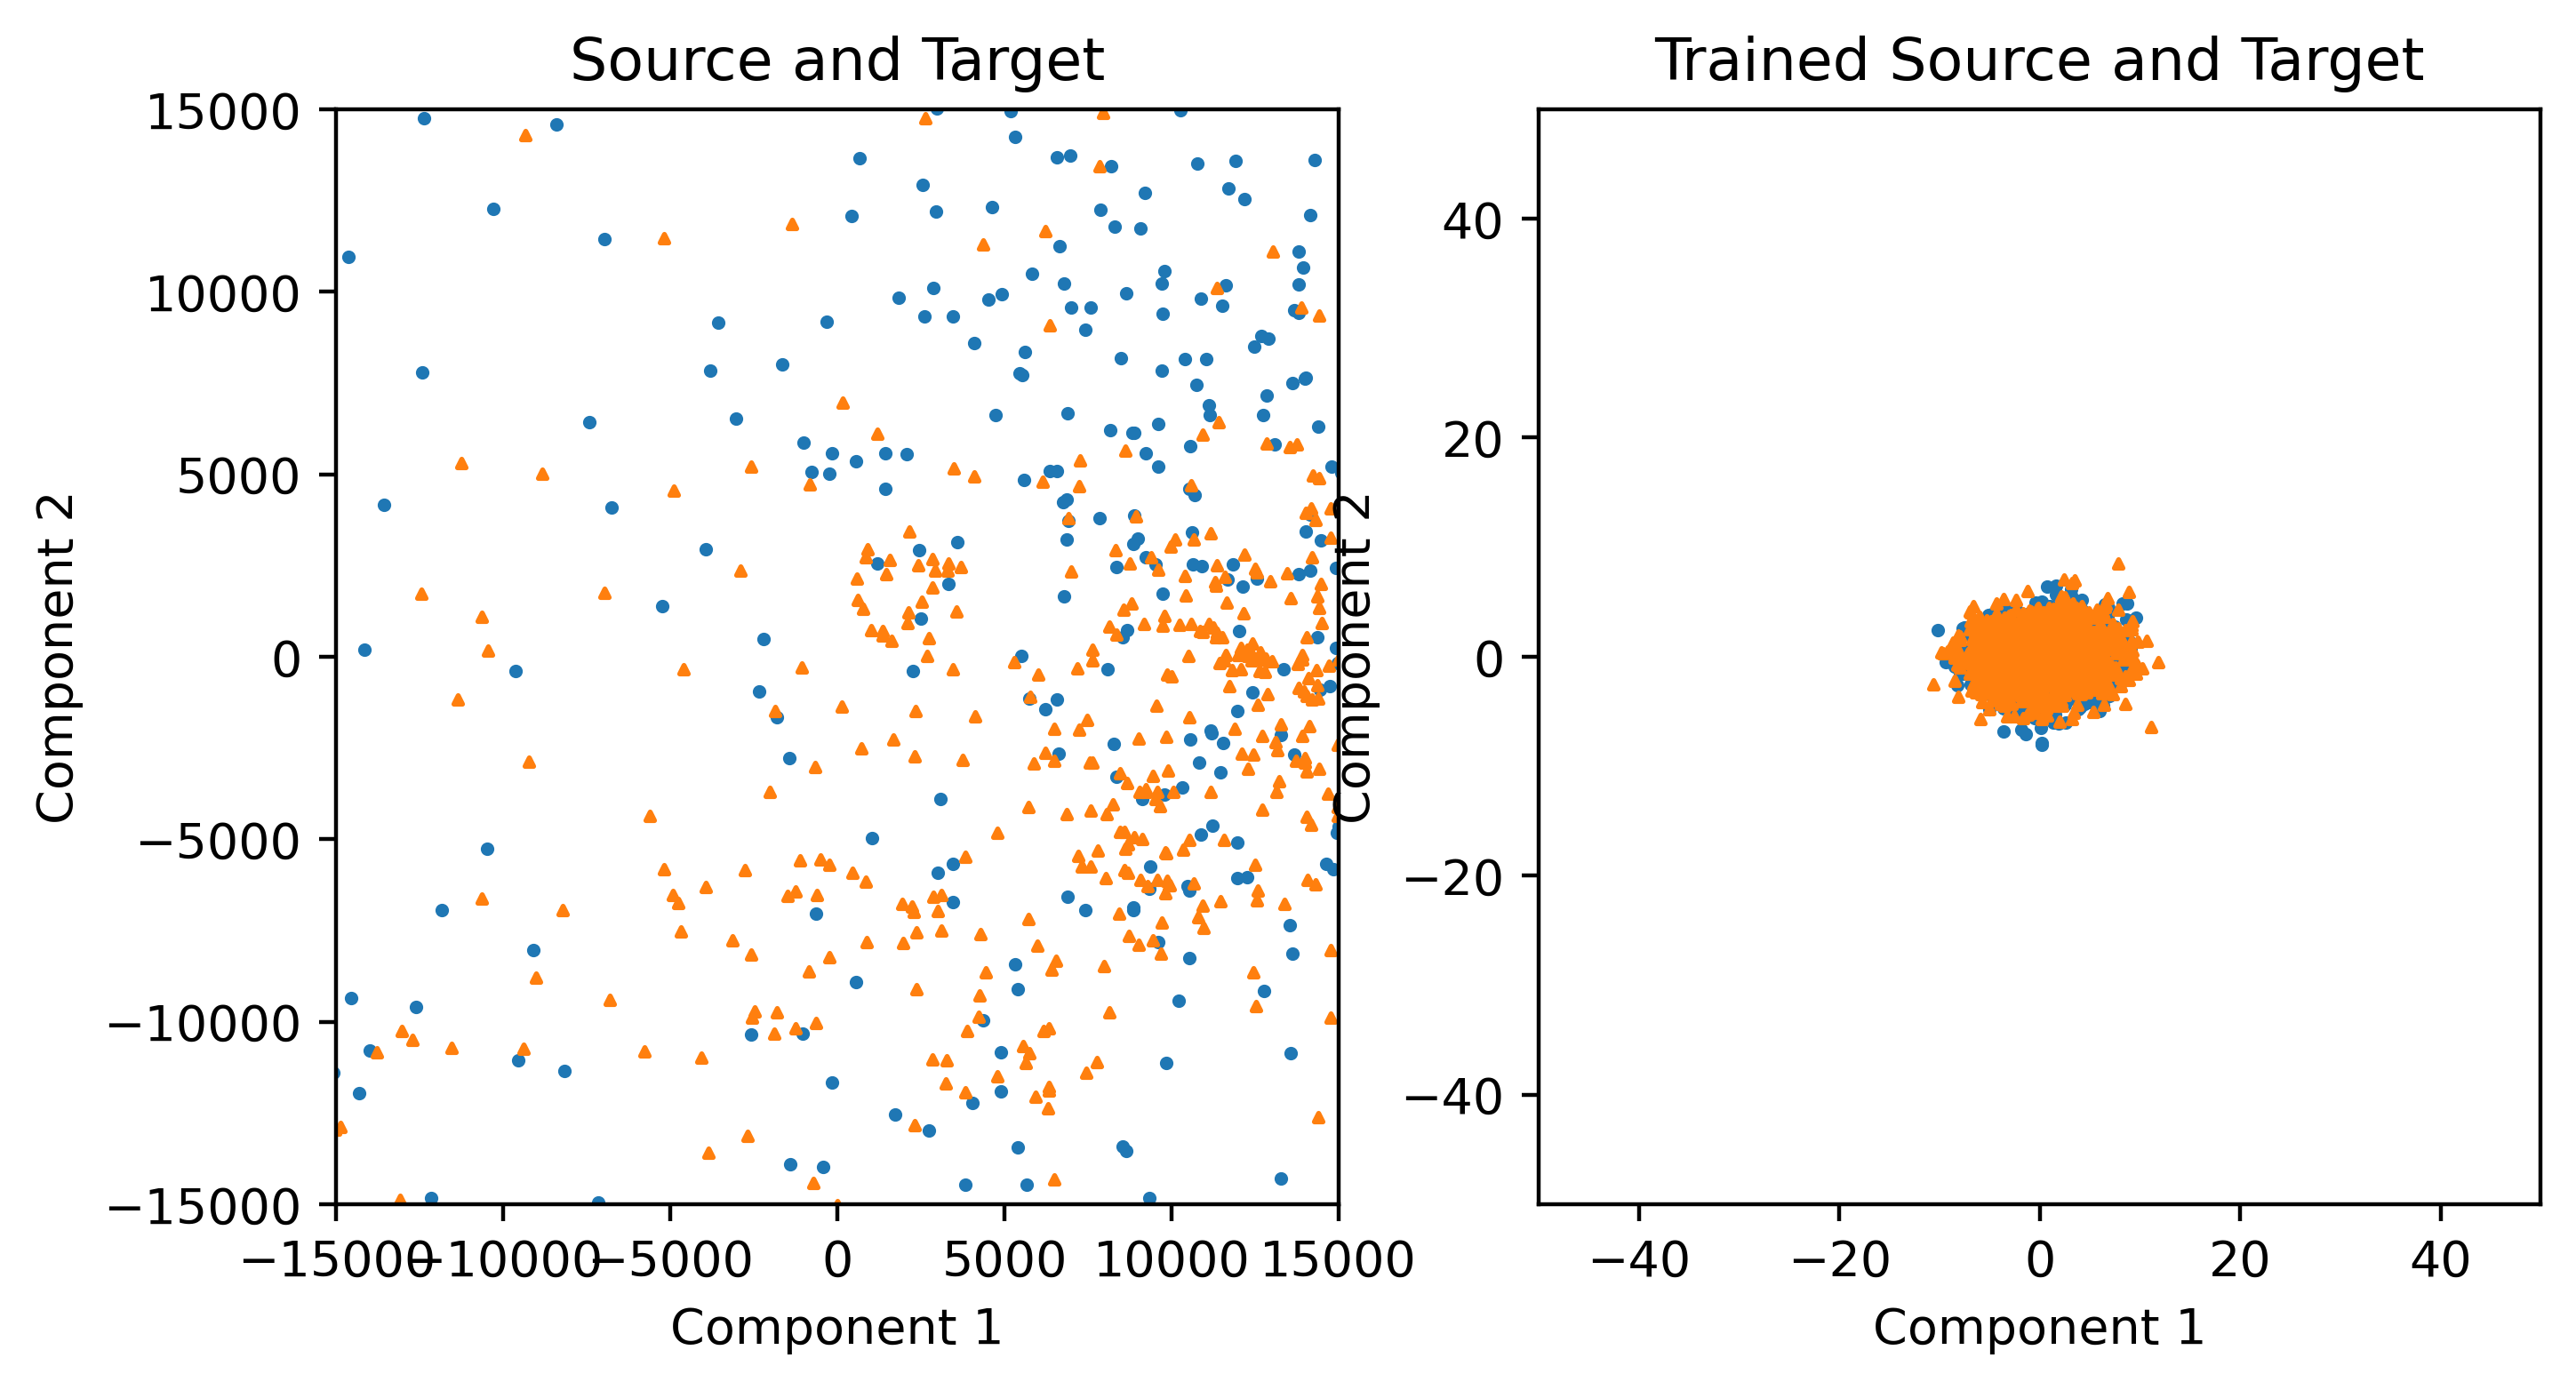 Source and Target
15000
10000
5000
0
−5000
−10000
−15000
Component 2
−15000 −10000 −5000 0 5000 10000 15000
Component 1
Trained Source and Target
40
20
0
−20
−40
Component 2
−40 −20 0 20 40
Component 1